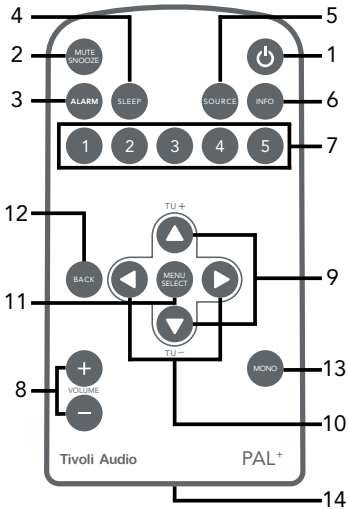 4
5
2
MUTE
SNOOZE
1
3
ALARM
SLEEP
SOURCE
INFO
6
1 2 3 4 5
7
12
TU +
BACK
MENU
SELECT
9
11
TU −
+
MONO
13
8
VOLUME
−
10
Tivoli Audio
PAL+
14